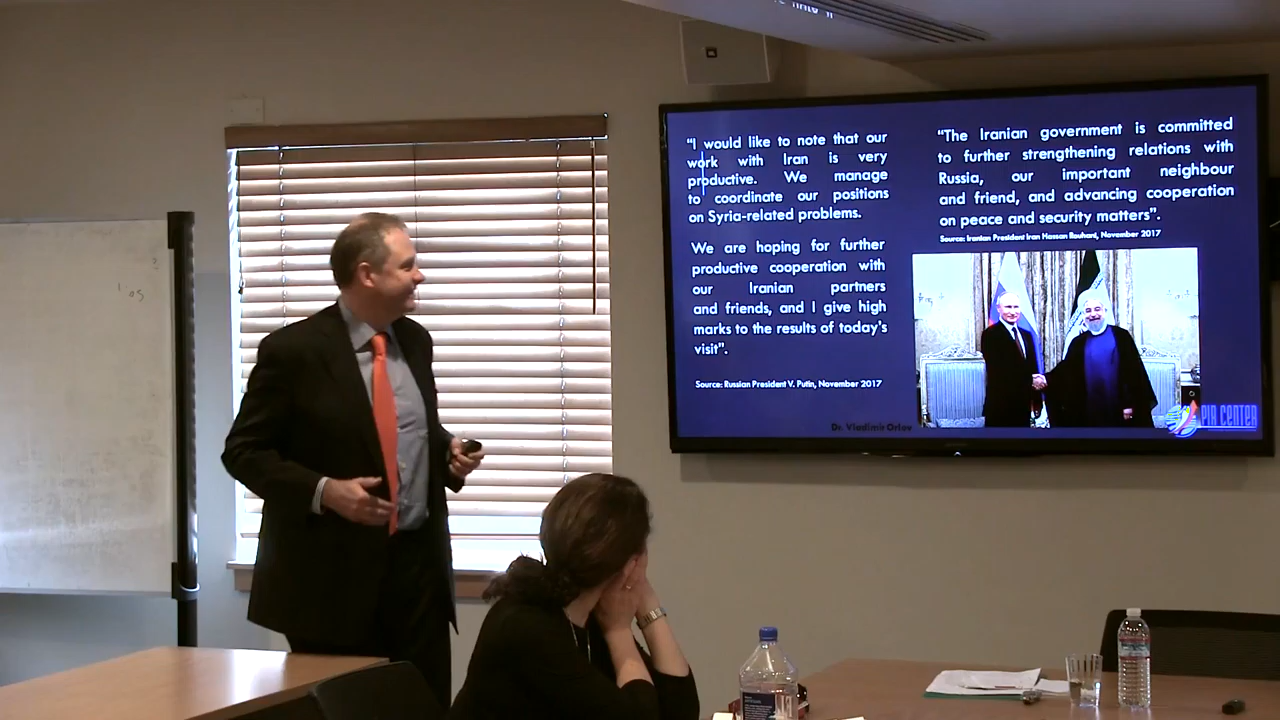 "I would like to note that our
work with Iran is very
productive. We manage
to coordinate our positions
on Syria-related problems.
We are hoping for further
productive cooperation with
our Iranian partners
and friends, and I give high
marks to the results of today's
visit".
Source: Russian President V. Putin, November 2017
"The Iranian government is committed
to further strengthening relations with
Russia, our important neighbour
and friend, and advancing cooperation
on peace and security matters".
Source: Iranian President Iran Hassan Rouhani, November 2017
Dr. Vladimir Orlov
PIR CENTER